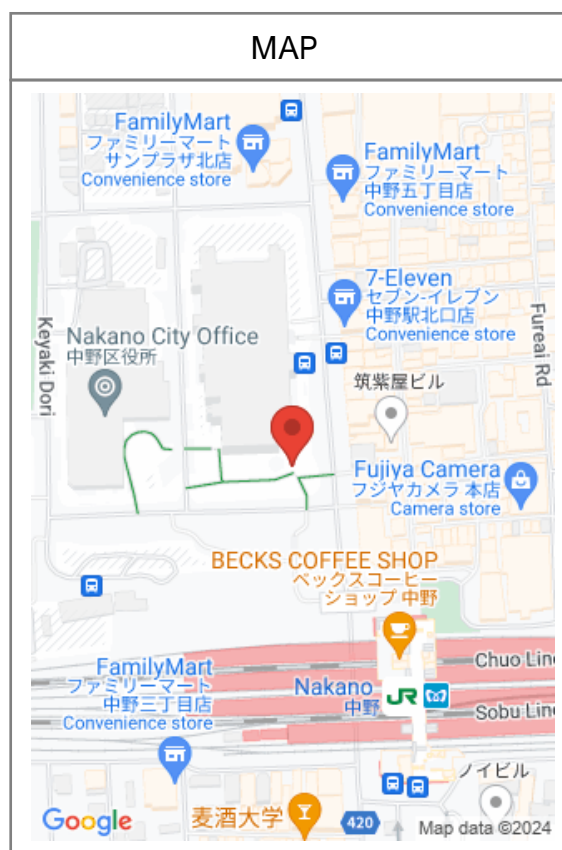 MAP
FamilyMart
ファミリーマート
サンプラザ北店
Convenience store
FamilyMart
ファミリーマート
中野五丁目店
Convenience store
7-Eleven
セブン-イレブン
中野駅北口店
Convenience store
Keyaki Dori
Nakano City Office
中野区役所
Fureai Rd
筑紫屋ビル
Fujiya Camera
フジヤカメラ 本店
Camera store
BECKS COFFEE SHOP
ベックスコーヒー
ショップ 中野
FamilyMart
ファミリーマート
中野三丁目店
Convenience store
Nakano
中野
JR
Chuo Line
Sobu Line
ノイビル
麦酒大学
420
Google
Map data ©2024